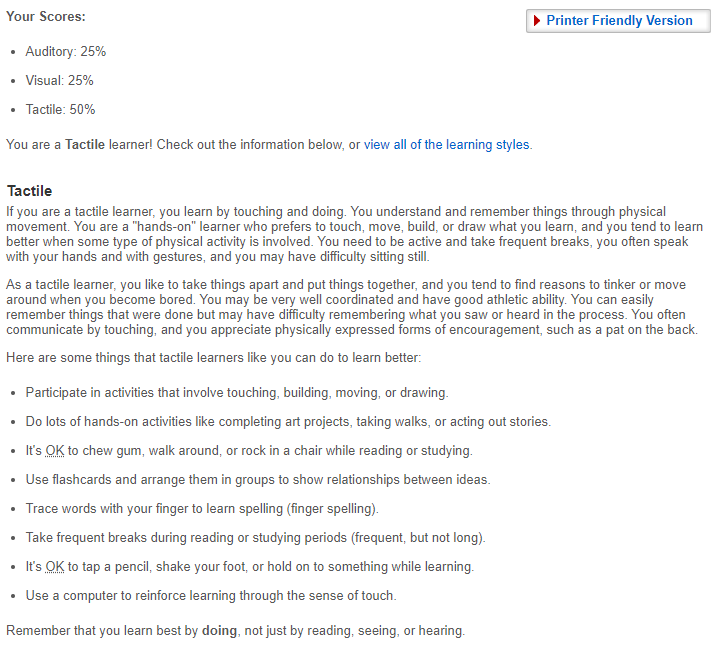 Your Scores:
Printer Friendly Version
Auditory: 25%
Visual: 25%
Tactile: 50%
You are a Tactile learner! Check out the information below, or view all of the learning styles.
Tactile
If you are a tactile learner, you learn by touching and doing. You understand and remember things through physical
movement. You are a "hands-on" learner who prefers to touch, move, build, or draw what you learn, and you tend to learn
better when some type of physical activity is involved. You need to be active and take frequent breaks, you often speak
with your hands and with gestures, and you may have difficulty sitting still.
As a tactile learner, you like to take things apart and put things together, and you tend to find reasons to tinker or move
around when you become bored. You may be very well coordinated and have good athletic ability. You can easily
remember things that were done but may have difficulty remembering what you saw or heard in the process. You often
communicate by touching, and you appreciate physically expressed forms of encouragement, such as a pat on the back.
Here are some things that tactile learners like you can do to learn better:
Participate in activities that involve touching, building, moving, or drawing.
Do lots of hands-on activities like completing art projects, taking walks, or acting out stories.
It's OK to chew gum, walk around, or rock in a chair while reading or studying.
Use flashcards and arrange them in groups to show relationships between ideas.
Trace words with your finger to learn spelling (finger spelling).
Take frequent breaks during reading or studying periods (frequent, but not long).
It's OK to tap a pencil, shake your foot, or hold on to something while learning.
Use a computer to reinforce learning through the sense of touch.
Remember that you learn best by doing, not just by reading, seeing, or hearing.